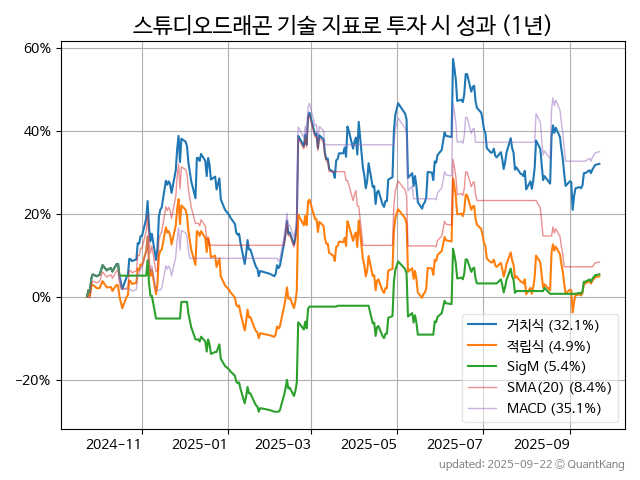 스튜디오드래곤 기술 지표로 투자 시 성과 (1년)
60%
40%
20%
0%
−20%
거치식 (32.1%)
적립식 (4.9%)
SigM (5.4%)
SMA(20) (8.4%)
MACD (35.1%)
2024-11
2025-01
2025-03
2025-05
2025-07
2025-09
updated: 2025-09-22 © QuantKang